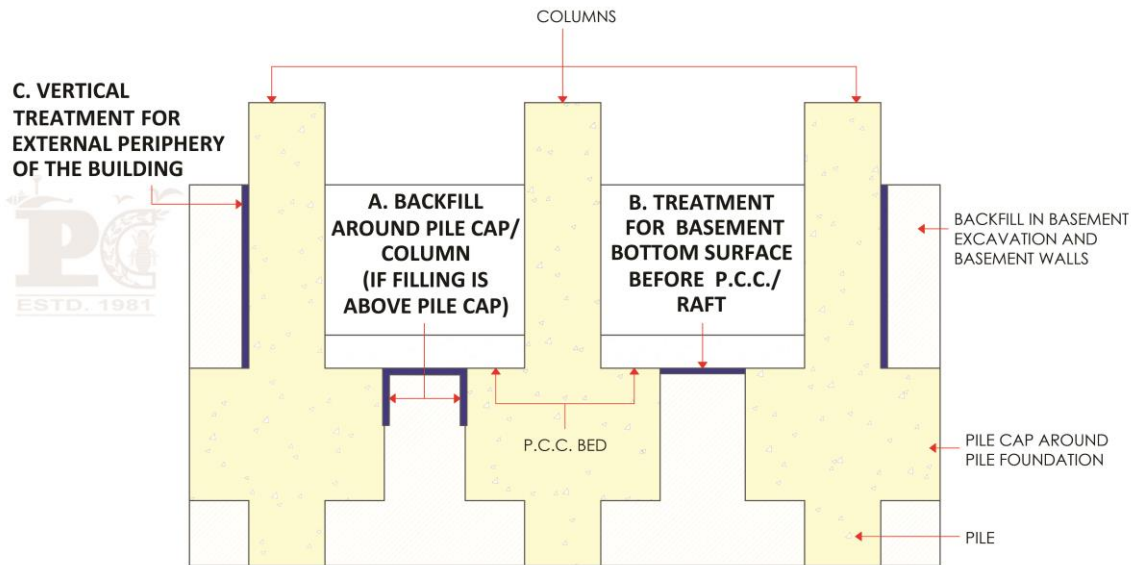 COLUMNS
C. VERTICAL
TREATMENT FOR
EXTERNAL PERIPHERY
OF THE BUILDING
A. BACKFILL
AROUND PILE CAP/
COLUMN
(IF FILLING IS
ABOVE PILE CAP)
B. TREATMENT
FOR BASEMENT
BOTTOM SURFACE
BEFORE P.C.C./
RAFT
BACKFILL IN BASEMENT
EXCAVATION AND
BASEMENT WALLS
PC
ESTD. 1981
P.C.C. BED
PILE CAP AROUND
PILE FOUNDATION
PILE